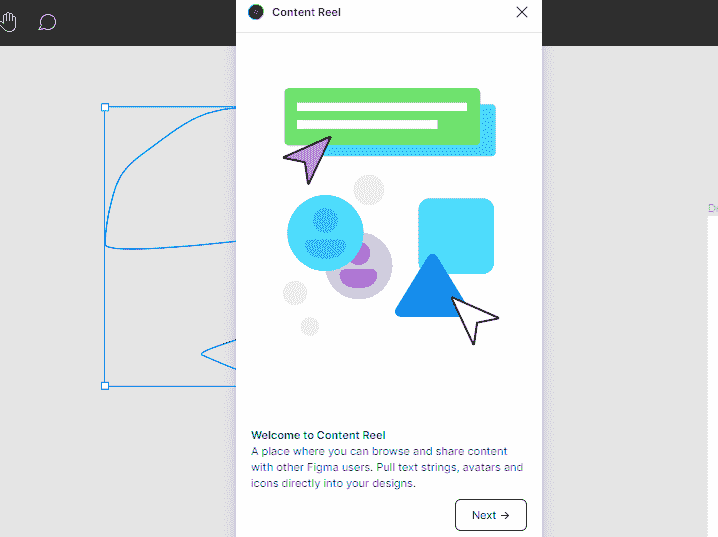 Content Reel
Welcome to Content Reel
A place where you can browse and share content
with other Figma users. Pull text strings, avatars and
icons directly into your designs.
Next →